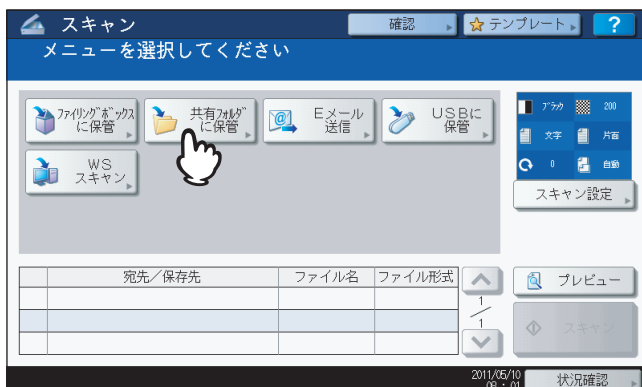 スキャン
確認
テンプレート
?
メニューを選択してください
ﾌｧｲﾘﾝｸﾞﾎﾞｯｸｽ
に保管
共有ﾌｫﾙﾀﾞ
に保管
Eメール
送信
USBに
保管
WS
スキャン
ﾌﾞﾗｯｸ
200
文字
片面
0
自動
スキャン設定
宛先／保存先
ファイル名
ファイル形式
1
1
プレビュー
スキャン
2011/05/10
08:01
状況確認